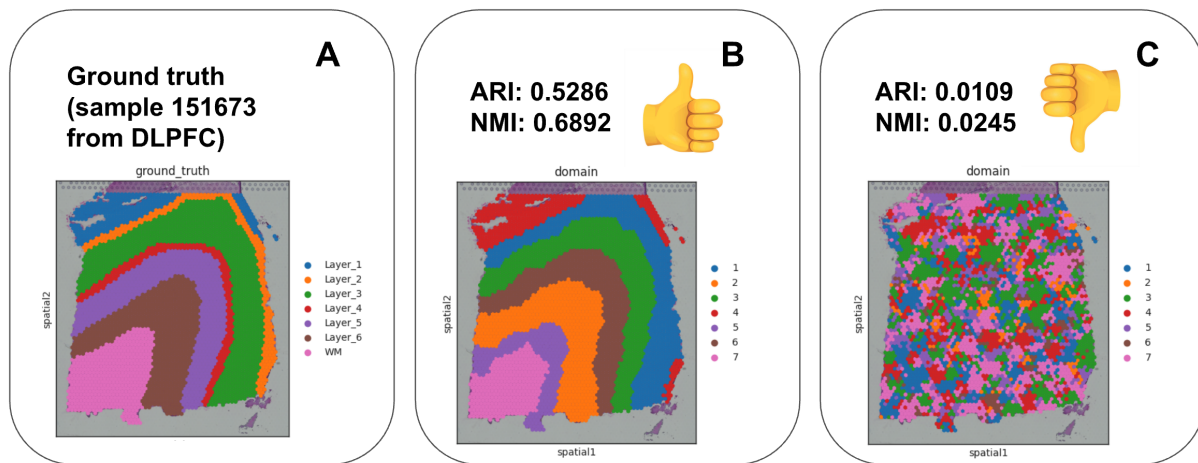 A
Ground truth
(sample 151673
from DLPFC)
ground_truth
spatial2
Layer_1
Layer_2
Layer_3
Layer_4
Layer_5
Layer_6
WM
B
ARI: 0.5286
NMI: 0.6892
domain
spatial2
1
2
3
4
5
6
7
spatial1
C
ARI: 0.0109
NMI: 0.0245
domain
spatial2
1
2
3
4
5
6
7
spatial1